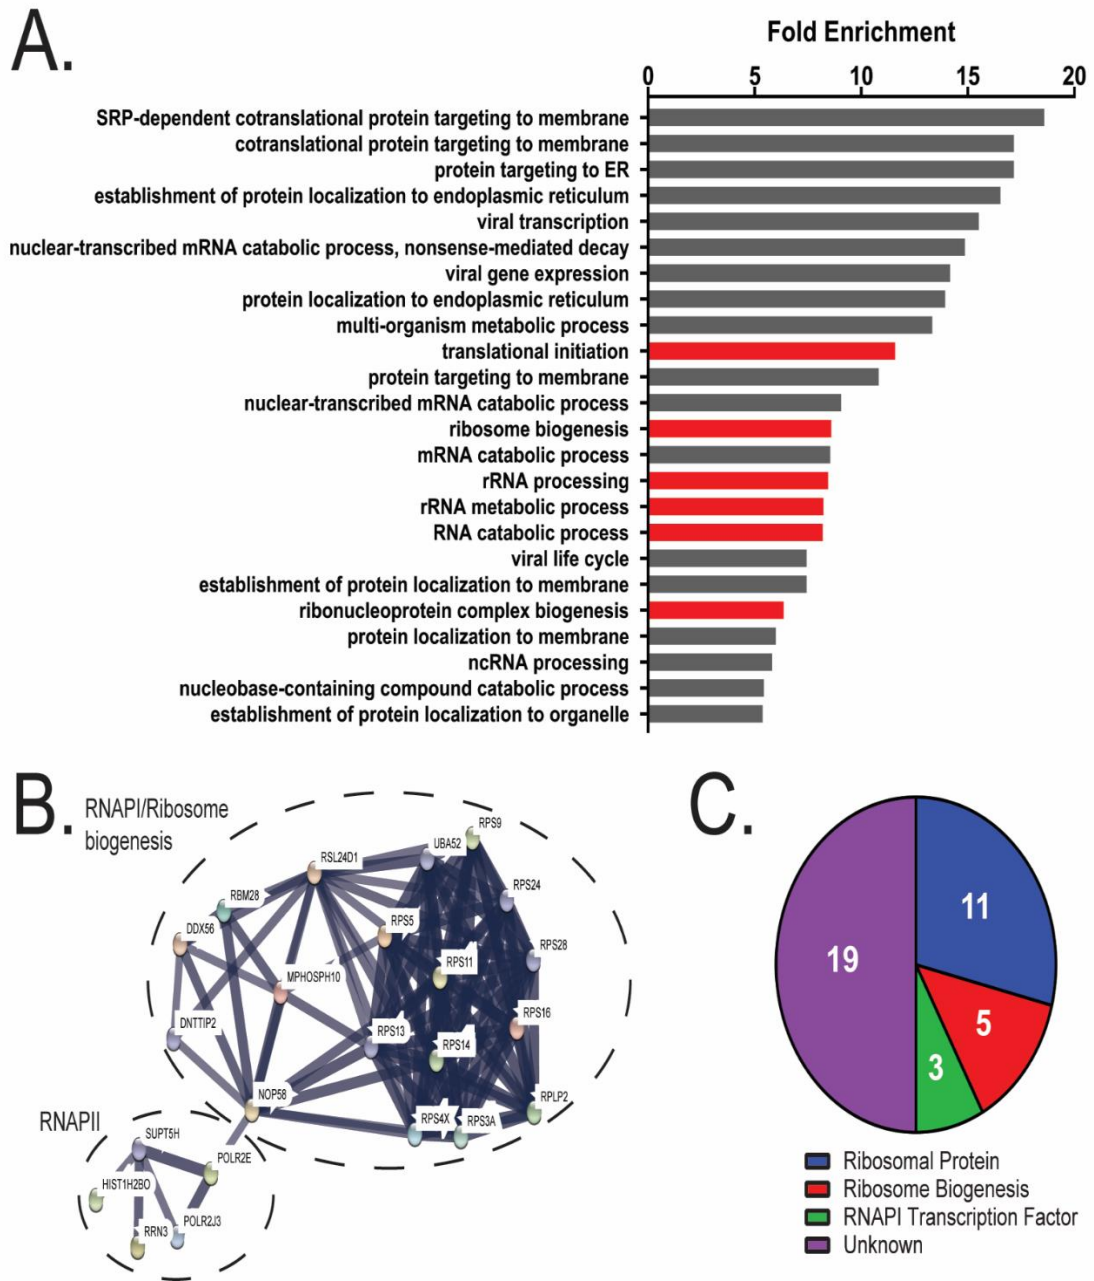 A.
Fold Enrichment
0 5 10 15 20
SRP-dependent cotranslational protein targeting to membrane
cotranslational protein targeting to membrane
protein targeting to ER
establishment of protein localization to endoplasmic reticulum
viral transcription
nuclear-transcribed mRNA catabolic process, nonsense-mediated decay
viral gene expression
protein localization to endoplasmic reticulum
multi-organism metabolic process
translational initiation
protein targeting to membrane
nuclear-transcribed mRNA catabolic process
ribosome biogenesis
mRNA catabolic process
rRNA processing
rRNA metabolic process
RNA catabolic process
viral life cycle
establishment of protein localization to membrane
ribonucleoprotein complex biogenesis
protein localization to membrane
ncRNA processing
nucleobase-containing compound catabolic process
establishment of protein localization to organelle
B.
RNAPI/Ribosome
biogenesis
RPS9
UBA52
RSL24D1
RPS24
RBM28
RPS5
DDX56
RPS28
RPS11
MPHOSPH10
RPS16
DNTTIP2
RPS13
RPS14
NOP58
RPLP2
RPS4X
RPS3A
RNAPII
SUPT5H
POLR2E
HIST1H2BO
POLR2J3
RRN3
C.
11
19
5
3
Ribosomal Protein
Ribosome Biogenesis
RNAPI Transcription Factor
Unknown